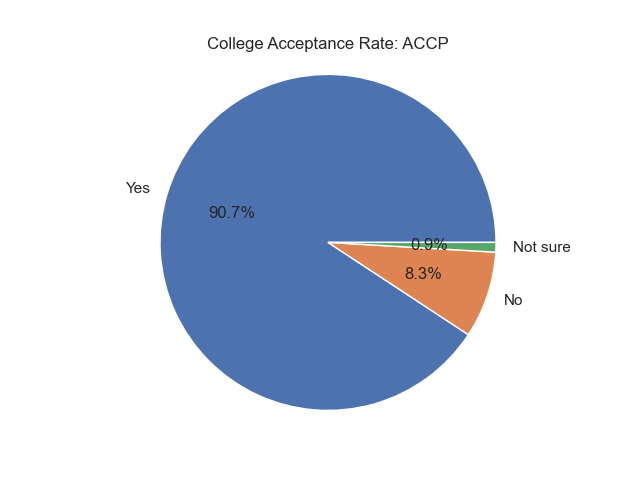 College Acceptance Rate: ACCP
Yes
90.7%
0.9%
Not sure
8.3%
No